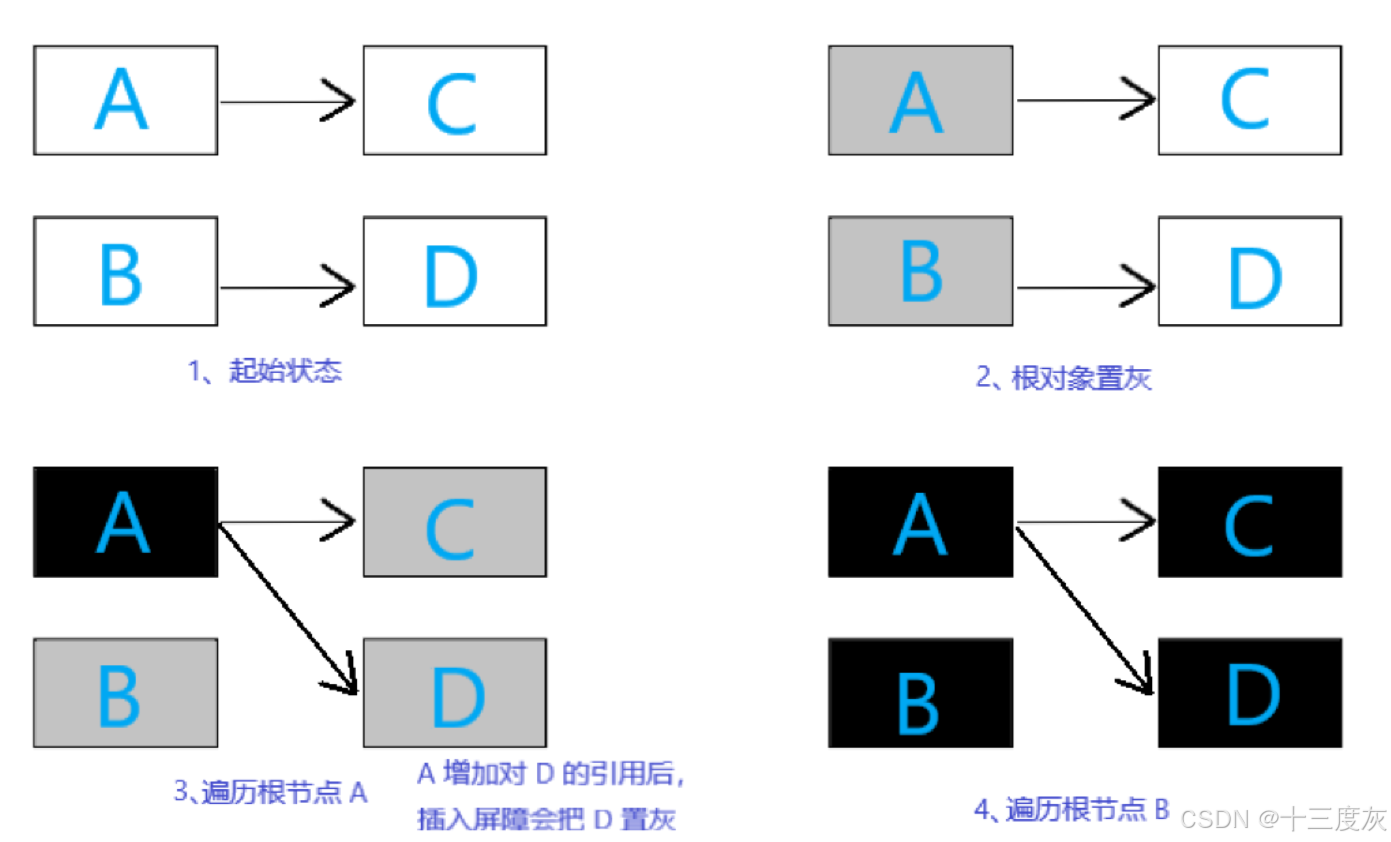 A
C
B
D
1、起始状态
A
C
B
D
2、根对象置灰
A
C
B
D
3、遍历根节点 A
A 增加对 D 的引用后,
插入屏障会把 D 置灰
A
C
B
D
4、遍历根节点 B
CSDN @十三度灰